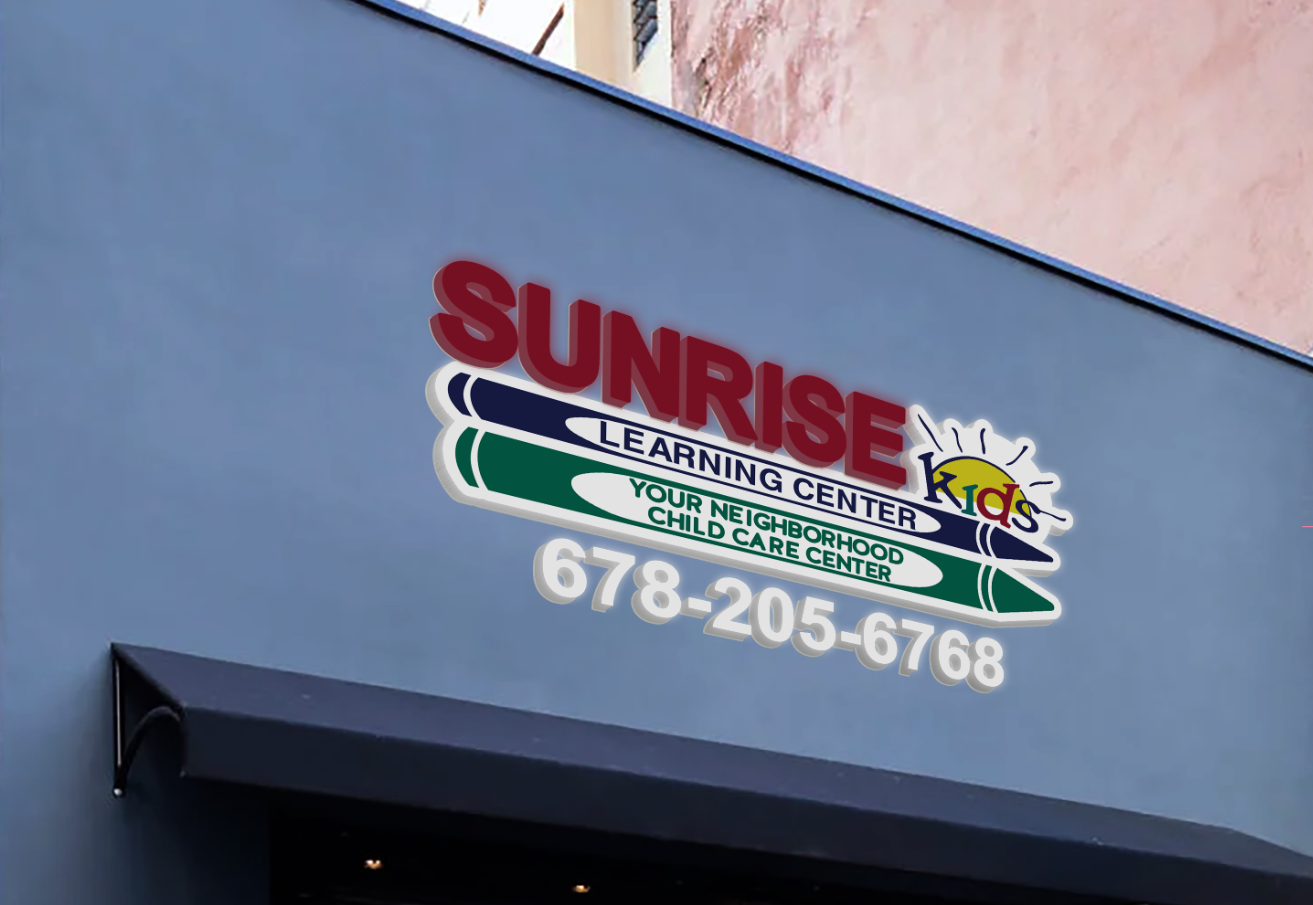 SUNRISE
LEARNING CENTER
kids
YOUR NEIGHBORHOOD
CHILD CARE CENTER
678-205-6768